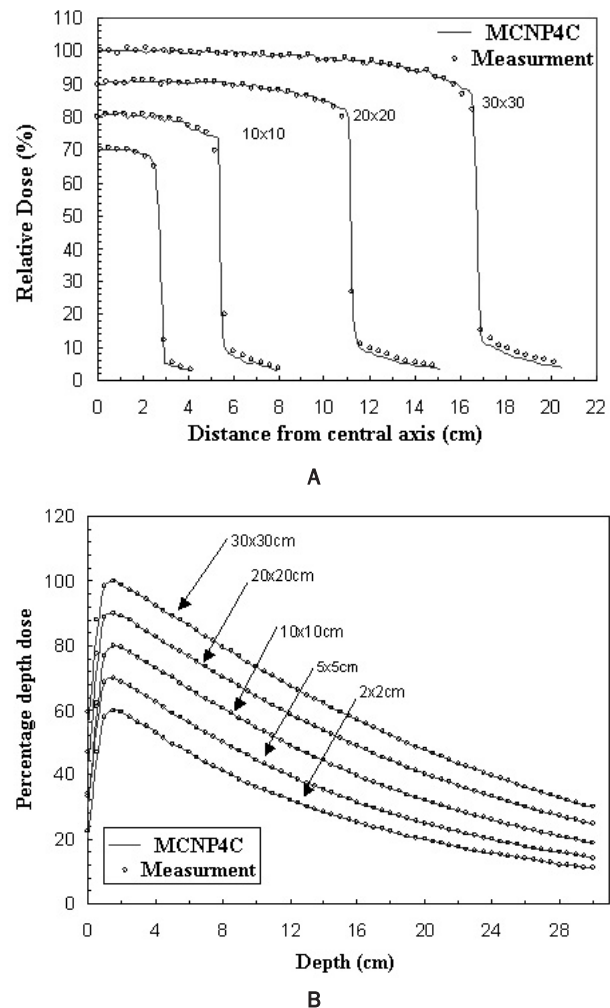 110
100
90
80
70
60
50
40
30
20
10
0
Relative Dose (%)
MCNP4C
Measurment
30x30
20x20
10x10
0 2 4 6 8 10 12 14 16 18 20 22
Distance from central axis (cm)
A
120
100
80
60
40
20
0
Percentage depth dose
30x30cm
20x20cm
10x10cm
5x5cm
2x2cm
MCNP4C
Measurment
0 4 8 12 16 20 24 28
Depth (cm)
B